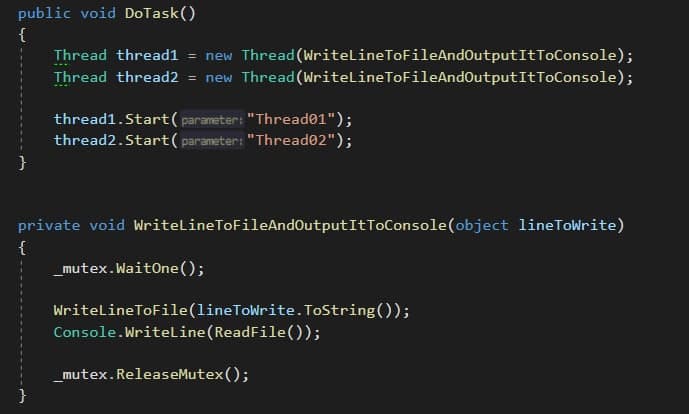 public void DoTask()
{
Thread thread1 = new Thread(WriteLineToFileAndOutputItToConsole);
Thread thread2 = new Thread(WriteLineToFileAndOutputItToConsole);
thread1.Start(parameter:"Thread01");
thread2.Start(parameter:"Thread02");
}
private void WriteLineToFileAndOutputItToConsole(object lineToWrite)
{
_mutex.WaitOne();
WriteLineToFile(lineToWrite.ToString());
Console.WriteLine(ReadFile());
_mutex.ReleaseMutex();
}